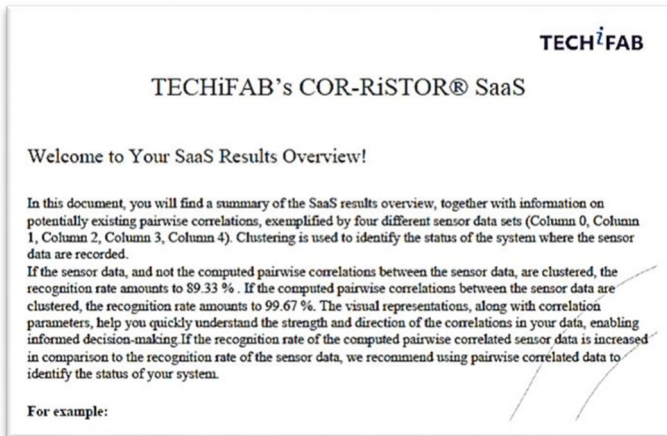 TECHiFAB
TECHiFAB’s COR-RiSTOR® SaaS
Welcome to Your SaaS Results Overview!
In this document, you will find a summary of the SaaS results overview, together with information on
potentially existing pairwise correlations, exemplified by four different sensor data sets (Column 0, Column
1, Column 2, Column 3, Column 4). Clustering is used to identify the status of the system where the sensor
data are recorded.
If the sensor data, and not the computed pairwise correlations between the sensor data, are clustered, the
recognition rate amounts to 89.33 % . If the computed pairwise correlations between the sensor data are
clustered, the recognition rate amounts to 99.67 %. The visual representations, along with correlation
parameters, help you quickly understand the strength and direction of the correlations in your data, enabling
informed decision-making.If the recognition rate of the computed pairwise correlated sensor data is increased
in comparison to the recognition rate of the sensor data, we recommend using pairwise correlated data to
identify the status of your system.
For example: